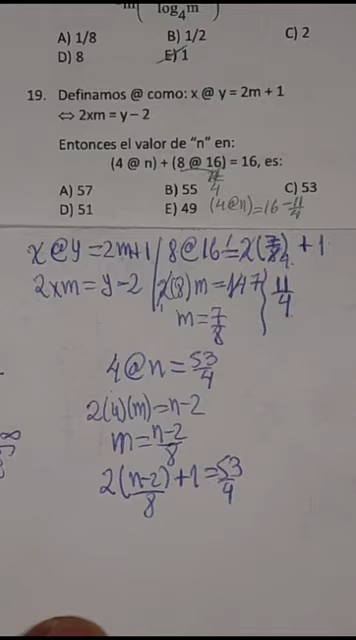 m( log₄m )
A) 1/8 B) 1/2 C) 2
D) 8 E) 1
19. Definamos @ como: x @ y = 2m + 1
⇔ 2xm = y – 2
Entonces el valor de “n” en:
(4 @ n) + (8 @ 16) = 16, es:
11/4
A) 57 B) 55 C) 53
D) 51 E) 49 (4@n)=16-11/4
x@y=2m+1 8@16=2(7/8)+1
2xm=y-2 2(8)m=14 11/4
m=7/8
4@n=53/4
2(4)(m)=n-2
m=n-2/8
2(n-2/8)+1=53/4